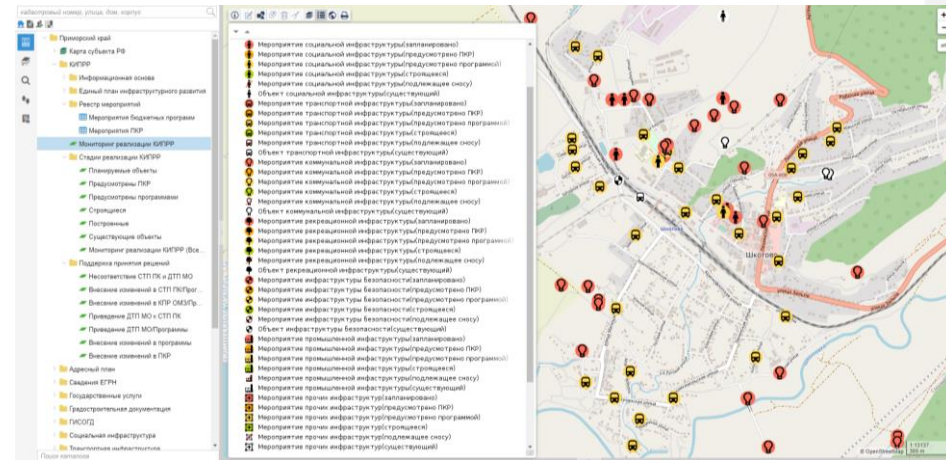 кадастровый номер, улица, дом, корпус
Приморский край
Карта субъекта РФ
КИПРР
Информационная основа
Единый план инфраструктурного развития
Реестр мероприятий
Мероприятия бюджетных программ
Мероприятия ПКР
Мониторинг реализации КИПРР
Стадии реализации КИПРР
Планируемые объекты
Предусмотрены ПКР
Предусмотрены программами
Строящиеся
Построенные
Существующие объекты
Мониторинг реализации КИПРР (Все...
Поддержка принятия решений
Несоответствие СТП ПК и ДТП МО
Внесение изменений в СТП ПК/Прог...
Внесение изменений в КПР ОМЗ/Пр...
Приведение ДТП МО к СТП ПК
Приведение ДТП МО/Программы
Внесение изменений в программы
Внесение изменений в ПКР
Адресный план
Сведения ЕГРН
Государственные услуги
Градостроительная документация
ГИСОГД
Социальная инфраструктура
Транспортная инфраструктура
Поиск каталогов
Мероприятие социальной инфраструктуры(запланировано)
Мероприятие социальной инфраструктуры(предусмотрено ПКР)
Мероприятие социальной инфраструктуры(предусмотрено программой)
Мероприятие социальной инфраструктуры(строящееся)
Мероприятие социальной инфраструктуры(подлежащее сносу)
Объект социальной инфраструктуры(существующий)
Мероприятие транспортной инфраструктуры(запланировано)
Мероприятие транспортной инфраструктуры(предусмотрено ПКР)
Мероприятие транспортной инфраструктуры(предусмотрено программой)
Мероприятие транспортной инфраструктуры(строящееся)
Мероприятие транспортной инфраструктуры(подлежащее сносу)
Объект транспортной инфраструктуры(существующий)
Мероприятие коммунальной инфраструктуры(запланировано)
Мероприятие коммунальной инфраструктуры(предусмотрено ПКР)
Мероприятие коммунальной инфраструктуры(предусмотрено программой)
Мероприятие коммунальной инфраструктуры(строящееся)
Мероприятие коммунальной инфраструктуры(подлежащее сносу)
Объект коммунальной инфраструктуры(существующий)
Мероприятие рекреационной инфраструктуры(запланировано)
Мероприятие рекреационной инфраструктуры(предусмотрено ПКР)
Мероприятие рекреационной инфраструктуры(предусмотрено программой)
Мероприятие рекреационной инфраструктуры(строящееся)
Мероприятие рекреационной инфраструктуры(подлежащее сносу)
Объект рекреационной инфраструктуры(существующий)
Мероприятие инфраструктуры безопасности(запланировано)
Мероприятие инфраструктуры безопасности(предусмотрено ПКР)
Мероприятие инфраструктуры безопасности(предусмотрено программой)
Мероприятие инфраструктуры безопасности(строящееся)
Мероприятие инфраструктуры безопасности(подлежащее сносу)
Объект инфраструктуры безопасности(существующий)
Мероприятие промышленной инфаструктуры(запланировано)
Мероприятие промышленной инфаструктуры(предусмотрено ПКР)
Мероприятие промышленной инфаструктуры(предусмотрено программой)
Мероприятие промышленной инфаструктуры(строящееся)
Мероприятие промышленной инфаструктуры(подлежащее сносу)
Мероприятие промышленной инфаструктуры(существующий)
Мероприятие прочих инфраструктур(запланировано)
Мероприятие прочих инфраструктур(предусмотрено ПКР)
Мероприятие прочих инфраструктур(предусмотрено программой)
Мероприятие прочих инфраструктур(строящееся)
Мероприятие прочих инфраструктур(подлежащее сносу)
Мероприятие прочих инфраструктур(существующий)
Шкотово
1:13137
300 m
© OpenStreetMap